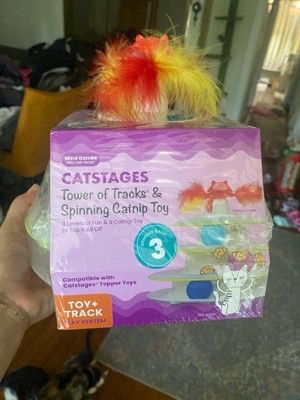 Mind Games
CATSTAGES
Tower of Tracks &
Spinning Catnip Toy
3 Levels of Fun & a Catnip Toy
to Top It All Off
3
Compatible with
Catstages™ Topper Toys
TOY+
TRACK
PLAY SYSTEM